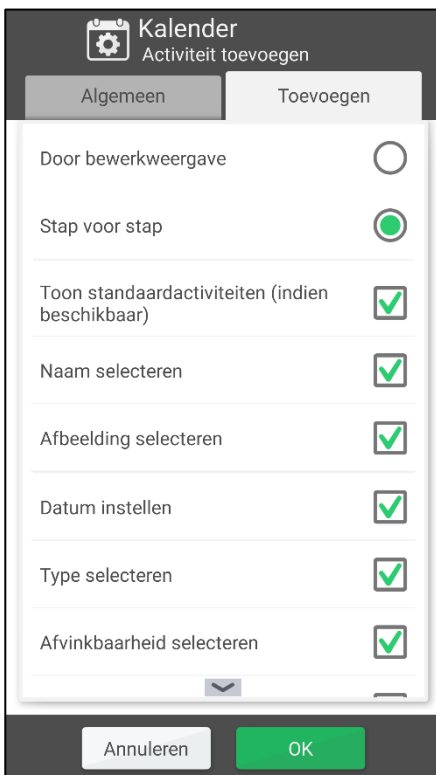 Kalender
Activiteit toevoegen
Algemeen
Toevoegen
Door bewerkweergave
Stap voor stap
Toon standaardactiviteiten (indien
beschikbaar)
Naam selecteren
Afbeelding selecteren
Datum instellen
Type selecteren
Afvinkbaarheid selecteren
Annuleren
OK